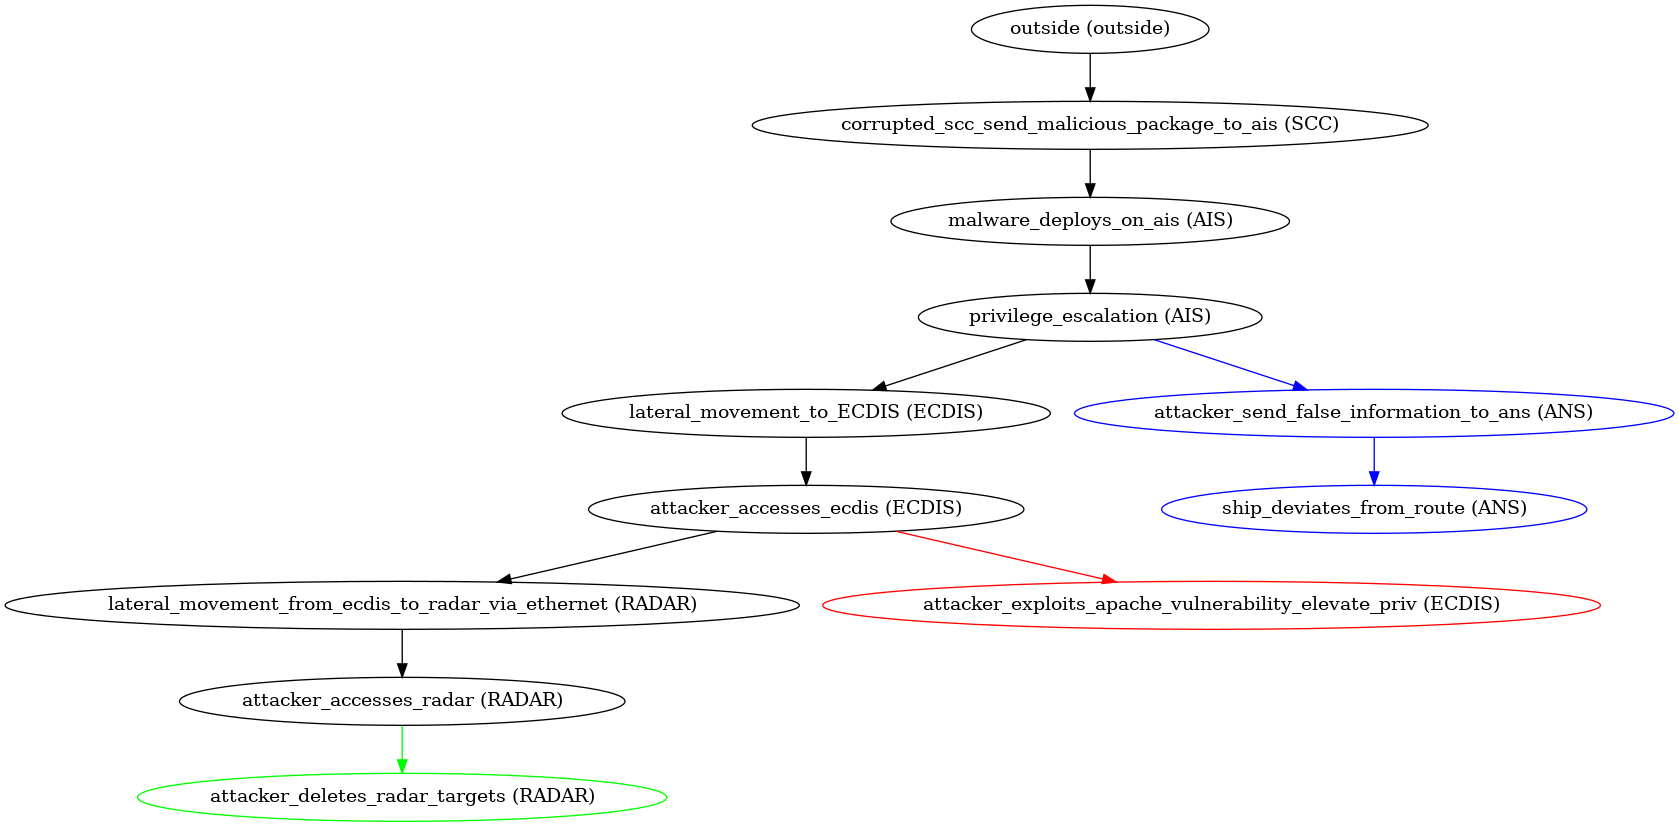 outside (outside)
corrupted_scc_send_malicious_package_to_ais (SCC)
malware_deploys_on_ais (AIS)
privilege_escalation (AIS)
lateral_movement_to_ECDIS (ECDIS)
attacker_send_false_information_to_ans (ANS)
attacker_accesses_ecdis (ECDIS)
ship_deviates_from_route (ANS)
lateral_movement_from_ecdis_to_radar_via_ethernet (RADAR)
attacker_exploits_apache_vulnerability_elevate_priv (ECDIS)
attacker_accesses_radar (RADAR)
attacker_deletes_radar_targets (RADAR)